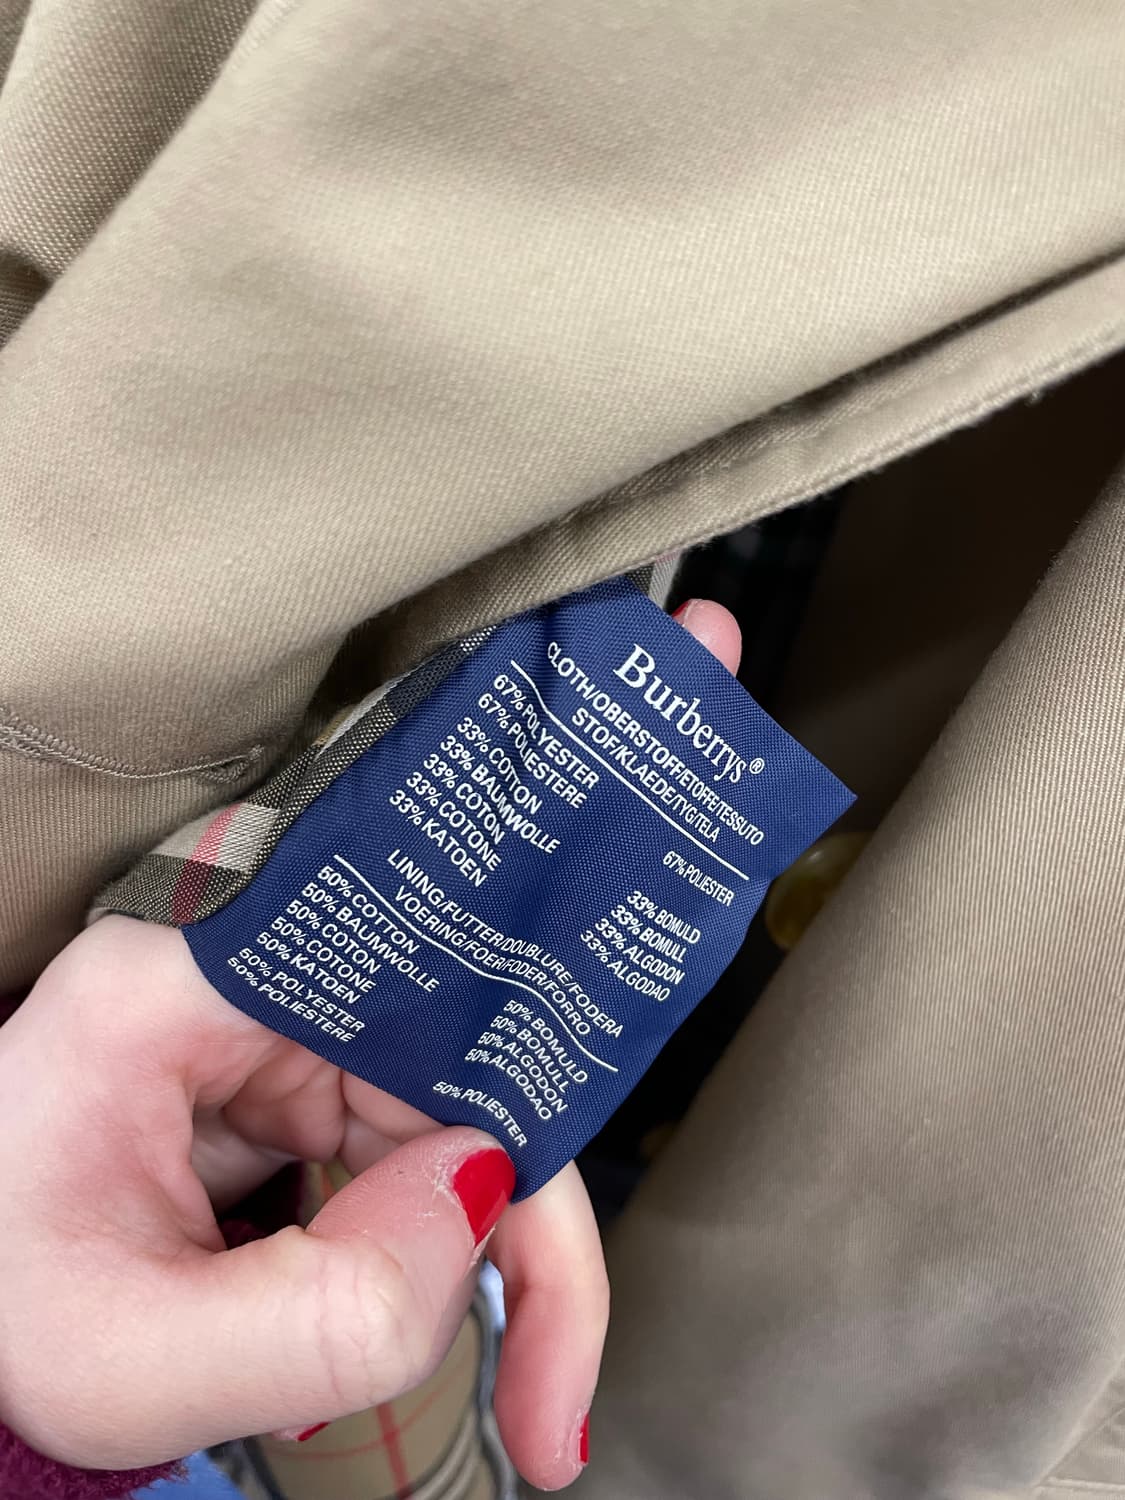 Burberrys®
CLOTH/OBERSTOFF/ETOFFE/TESSUTO
STOF/KLAEDE/TYG/TELA
67% POLYESTER
67% POLIESTERE
67% POLIESTER
33% COTTON
33% BAUMWOLLE
33% COTON
33% COTONE
33% KATOEN
33% BOMULD
33% BOMULL
33% ALGODON
33% ALGODAO
LINING/FUTTER/DOUBLURE/FODERA
VOERING/FOER/FODER/FORRO
50% COTTON
50% BAUMWOLLE
50% COTON
50% COTONE
50% KATOEN
50% BOMULD
50% BOMULL
50% ALGODON
50% ALGODAO
50% POLYESTER
50% POLIESTERE
50% POLIESTER